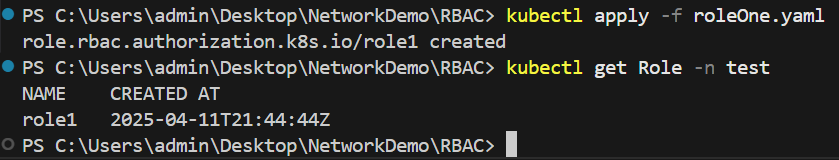 PS C:\Users\admin\Desktop\NetworkDemo\RBAC> kubectl apply -f roleOne.yaml
role.rbac.authorization.k8s.io/role1 created
PS C:\Users\admin\Desktop\NetworkDemo\RBAC> kubectl get Role -n test
NAME    CREATED AT
role1   2025-04-11T21:44:44Z
PS C:\Users\admin\Desktop\NetworkDemo\RBAC>